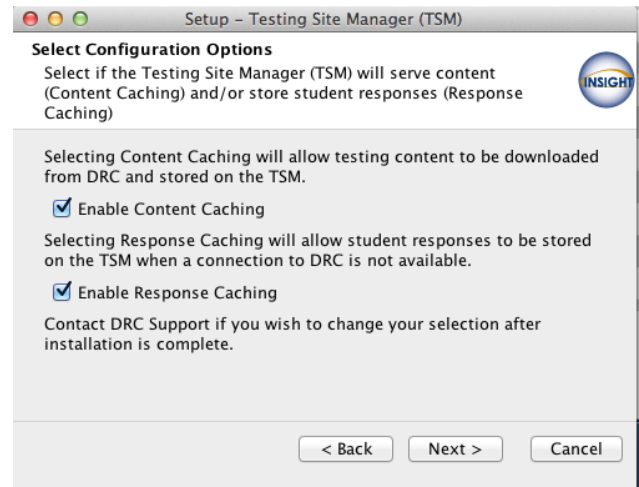 Setup – Testing Site Manager (TSM)
Select Configuration Options
Select if the Testing Site Manager (TSM) will serve content
(Content Caching) and/or store student responses (Response
Caching)
INSIGHT
Selecting Content Caching will allow testing content to be downloaded
from DRC and stored on the TSM.
Enable Content Caching
Selecting Response Caching will allow student responses to be stored
on the TSM when a connection to DRC is not available.
Enable Response Caching
Contact DRC Support if you wish to change your selection after
installation is complete.
< Back Next > Cancel